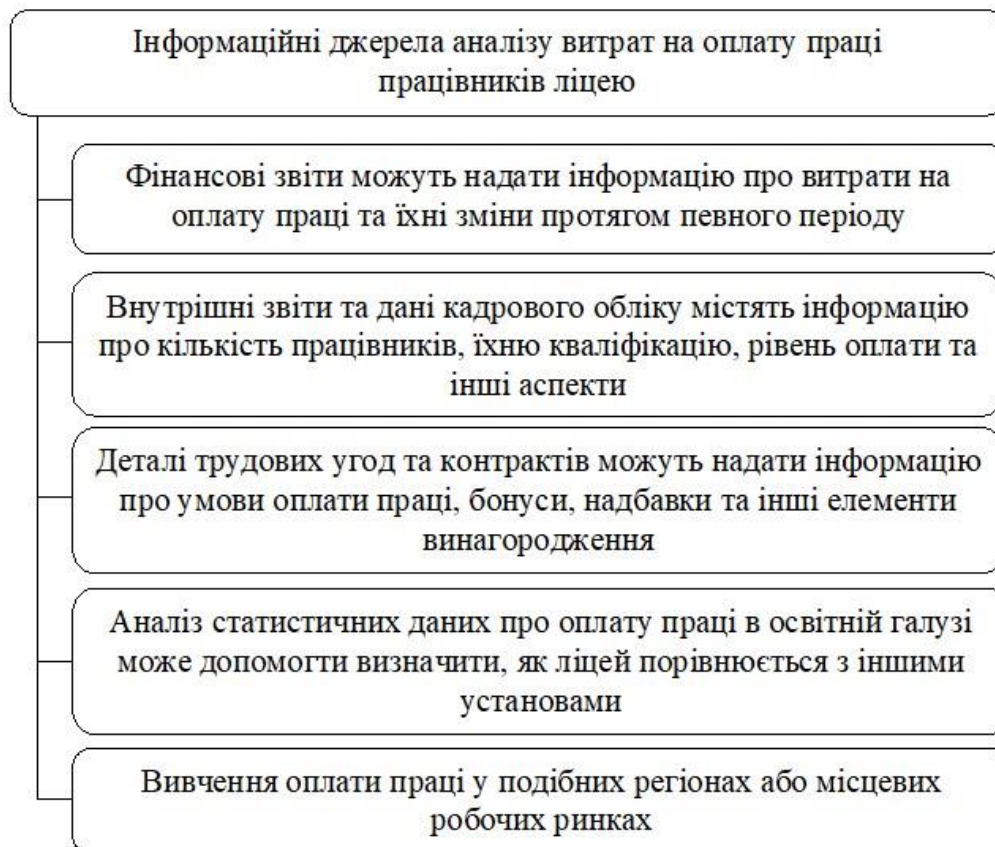 Інформаційні джерела аналізу витрат на оплату праці
працівників ліцею
Фінансові звіти можуть надати інформацію про витрати на
оплату праці та їхні зміни протягом певного періоду
Внутрішні звіти та дані кадрового обліку містять інформацію
про кількість працівників, їхню кваліфікацію, рівень оплати та
інші аспекти
Деталі трудових угод та контрактів можуть надати інформацію
про умови оплати праці, бонуси, надбавки та інші елементи
винагородження
Аналіз статистичних даних про оплату праці в освітній галузі
може допомогти визначити, як ліцей порівнюється з іншими
установами
Вивчення оплати праці у подібних регіонах або місцевих
робочих ринках